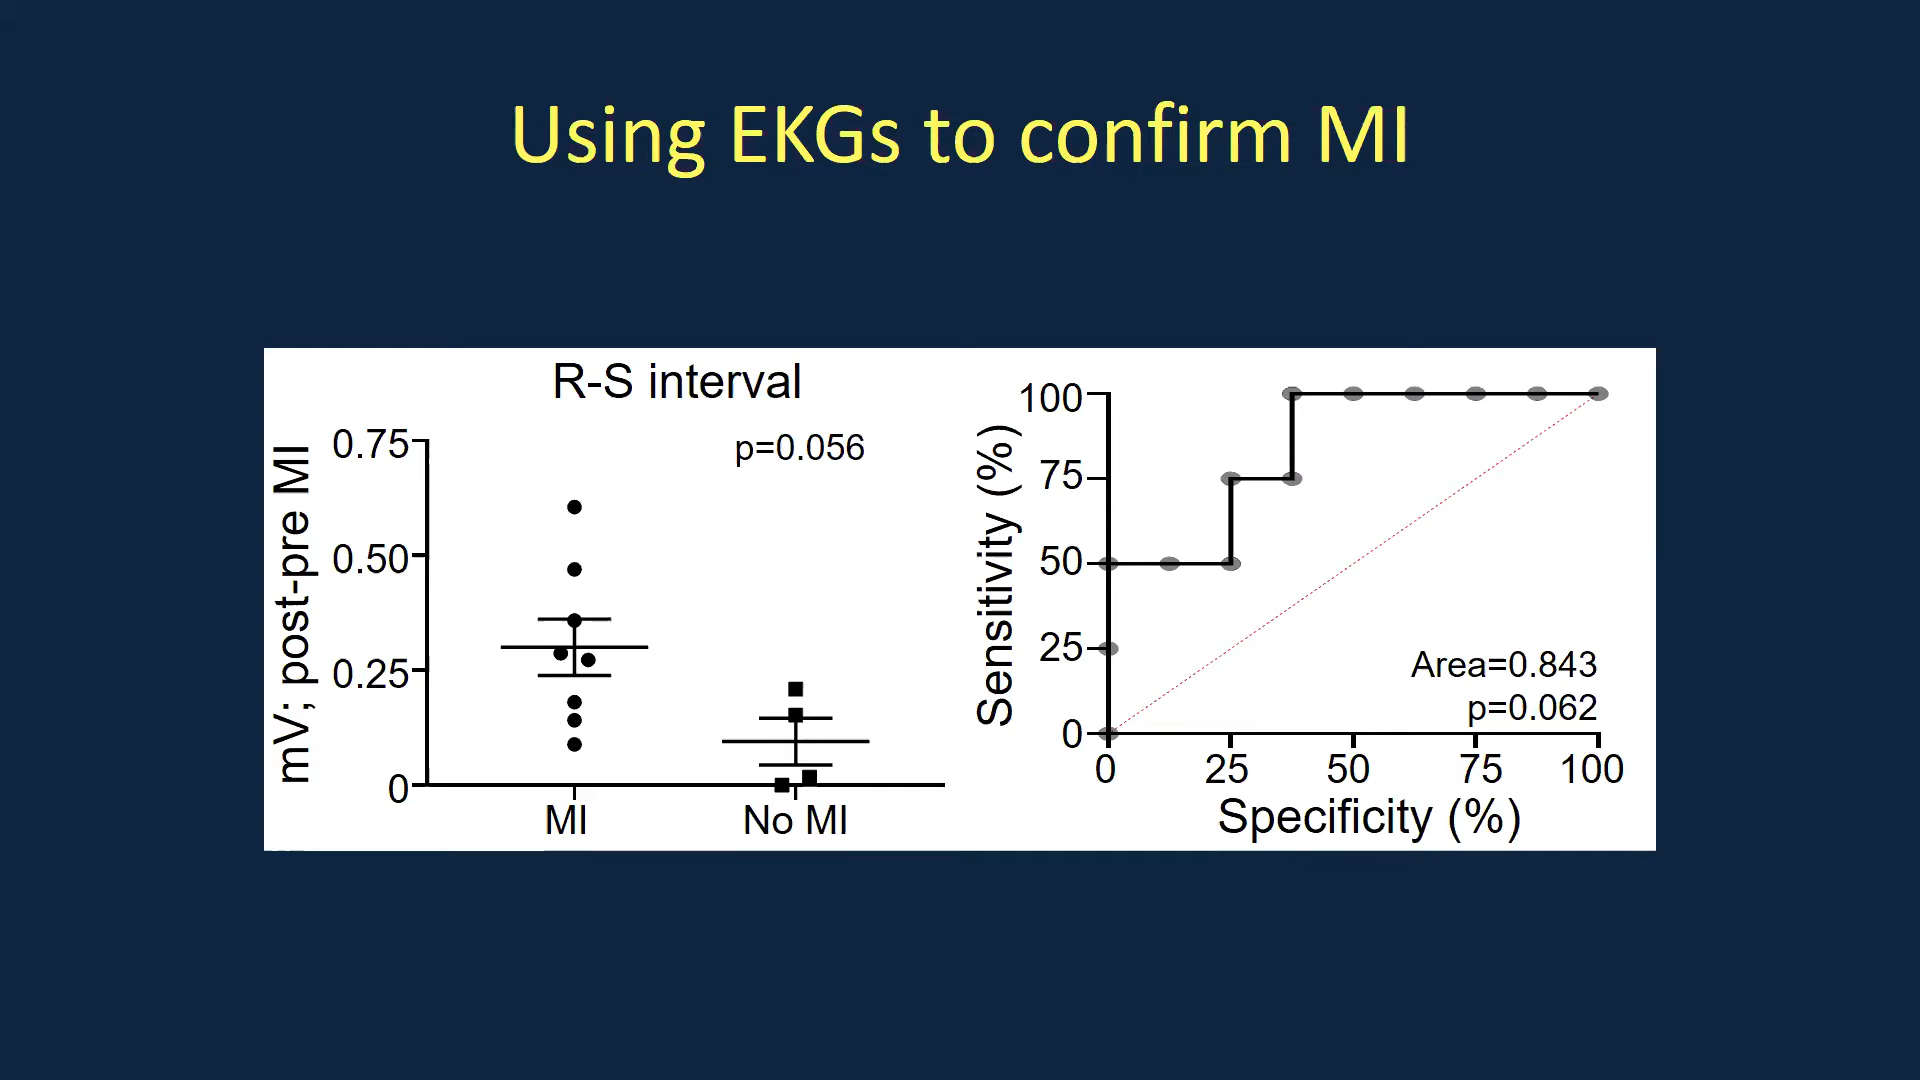 Using EKGs to confirm MI
R-S interval
p=0.056
mV; post-pre MI
0.75
0.50
0.25
0
MI
No MI
Sensitivity (%)
100
75
50
25
0
Area=0.843
p=0.062
0
25
50
75
100
Specificity (%)